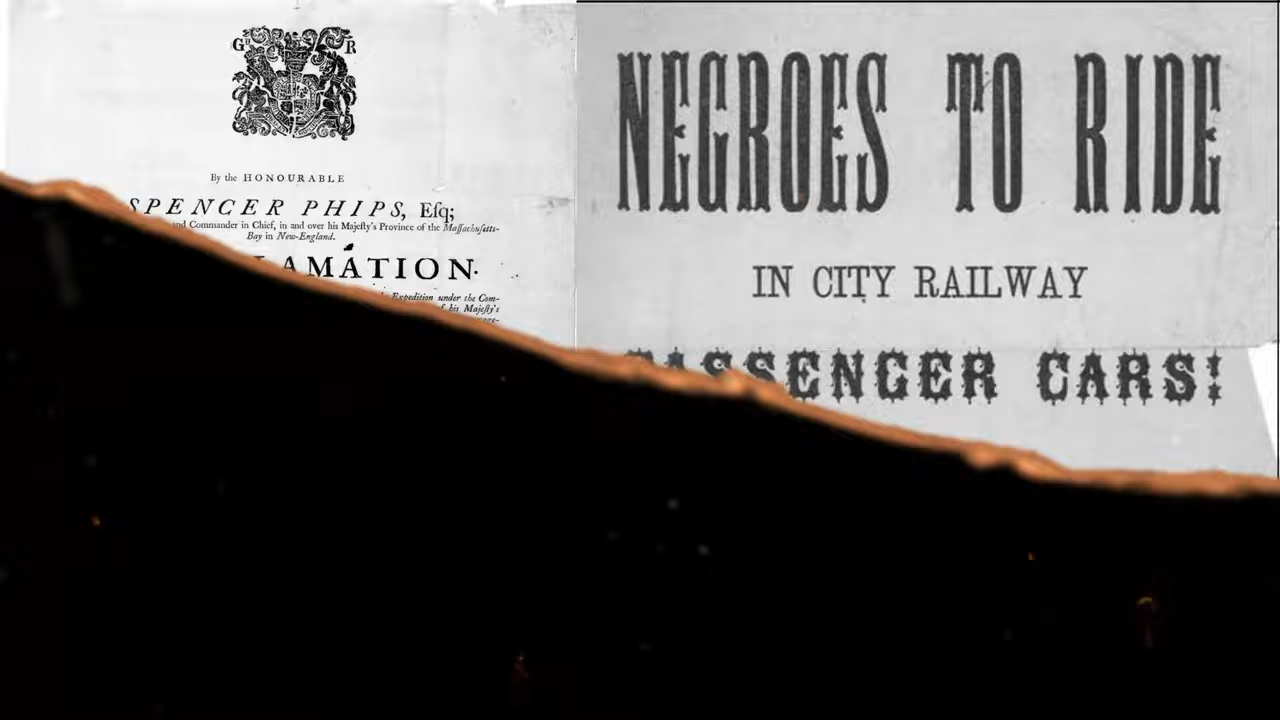 G R
By the HONOURABLE
SPENCER PHIPS, Esq;
and Commander in Chief, in and over his Majesty's Province of the Massachusetts-
Bay in New-England.
AMATION.
Expedition under the Com-
of his Majesty's
NEGROES TO RIDE
IN CITY RAILWAY
PASSENGER CARS!